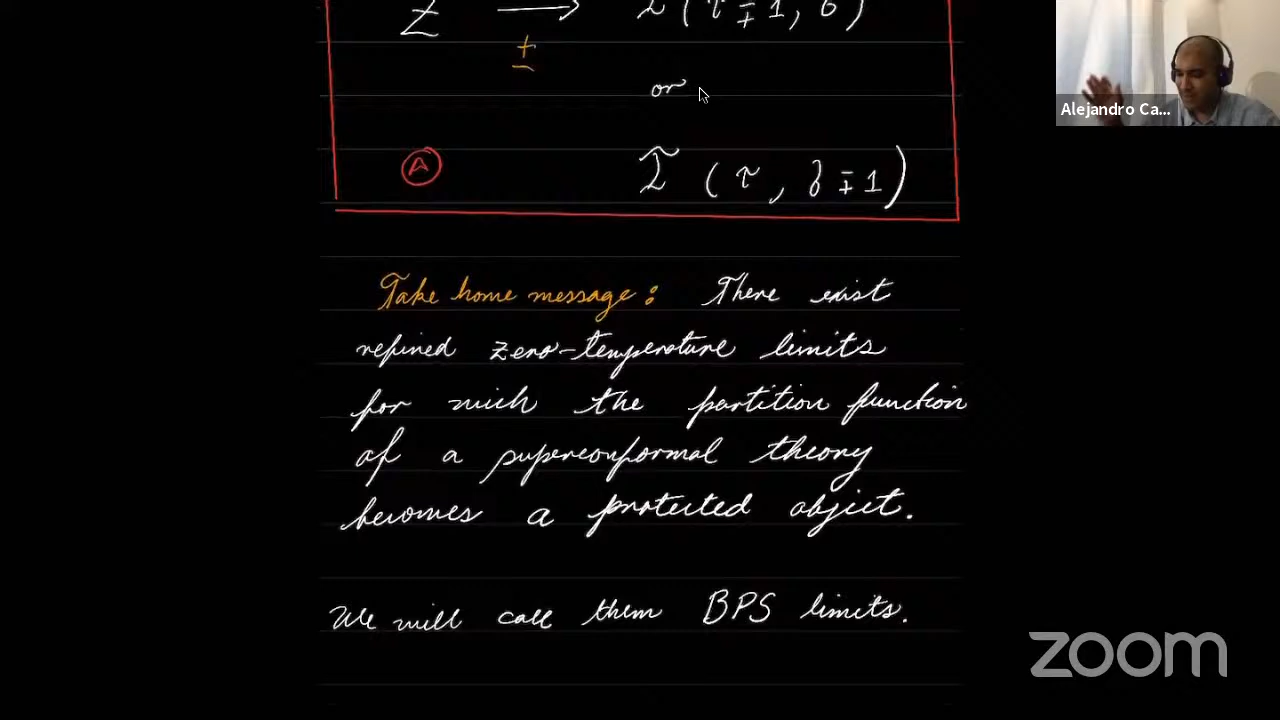 Z → I(τ∓1, δ)
±
or
A I(τ, δ∓1)
Take home message: There exist
refined zero-temperature limits
for wich the partition function
of a superconformal theory
becomes a protected object.
We will call them BPS limits.
Alejandro Ca...
zoom